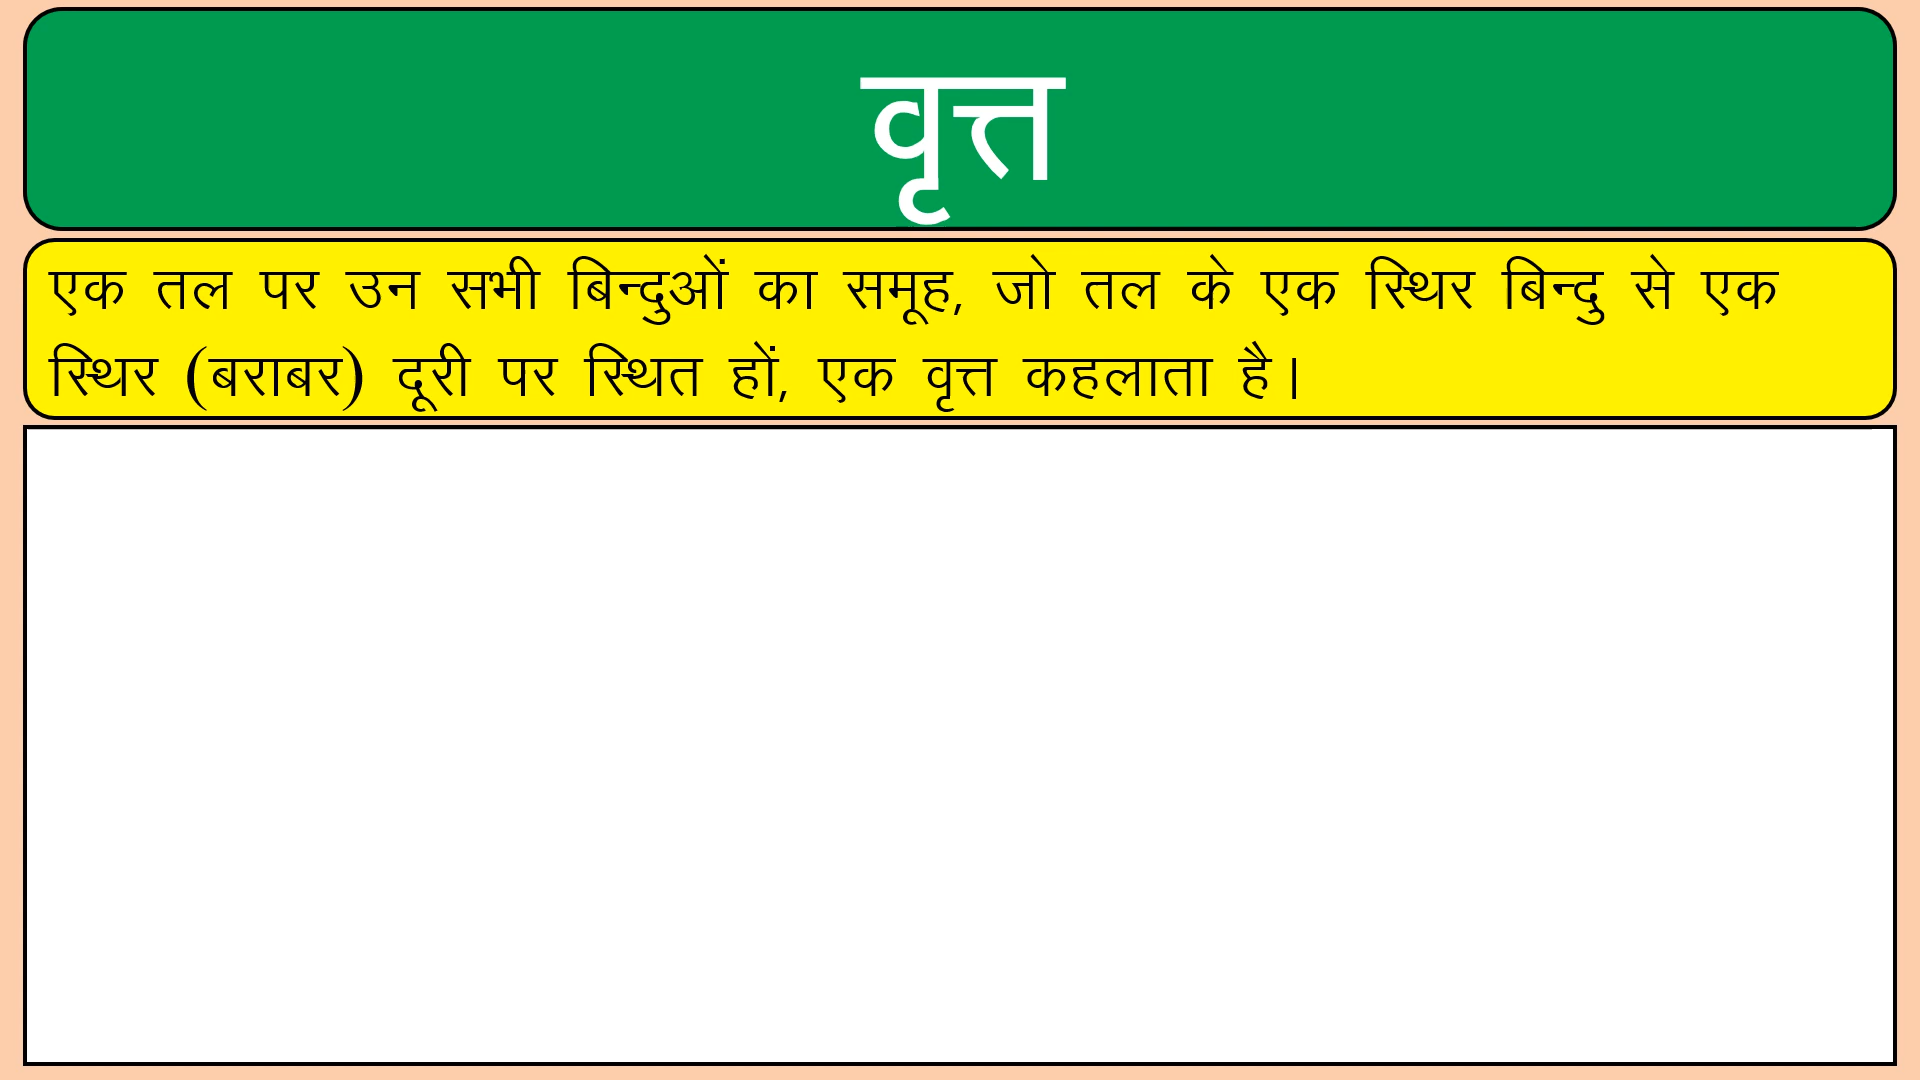 वृत्त
एक तल पर उन सभी बिन्दुओं का समूह, जो तल के एक स्थिर बिन्दु से एक
स्थिर (बराबर) दूरी पर स्थित हों, एक वृत्त कहलाता है।